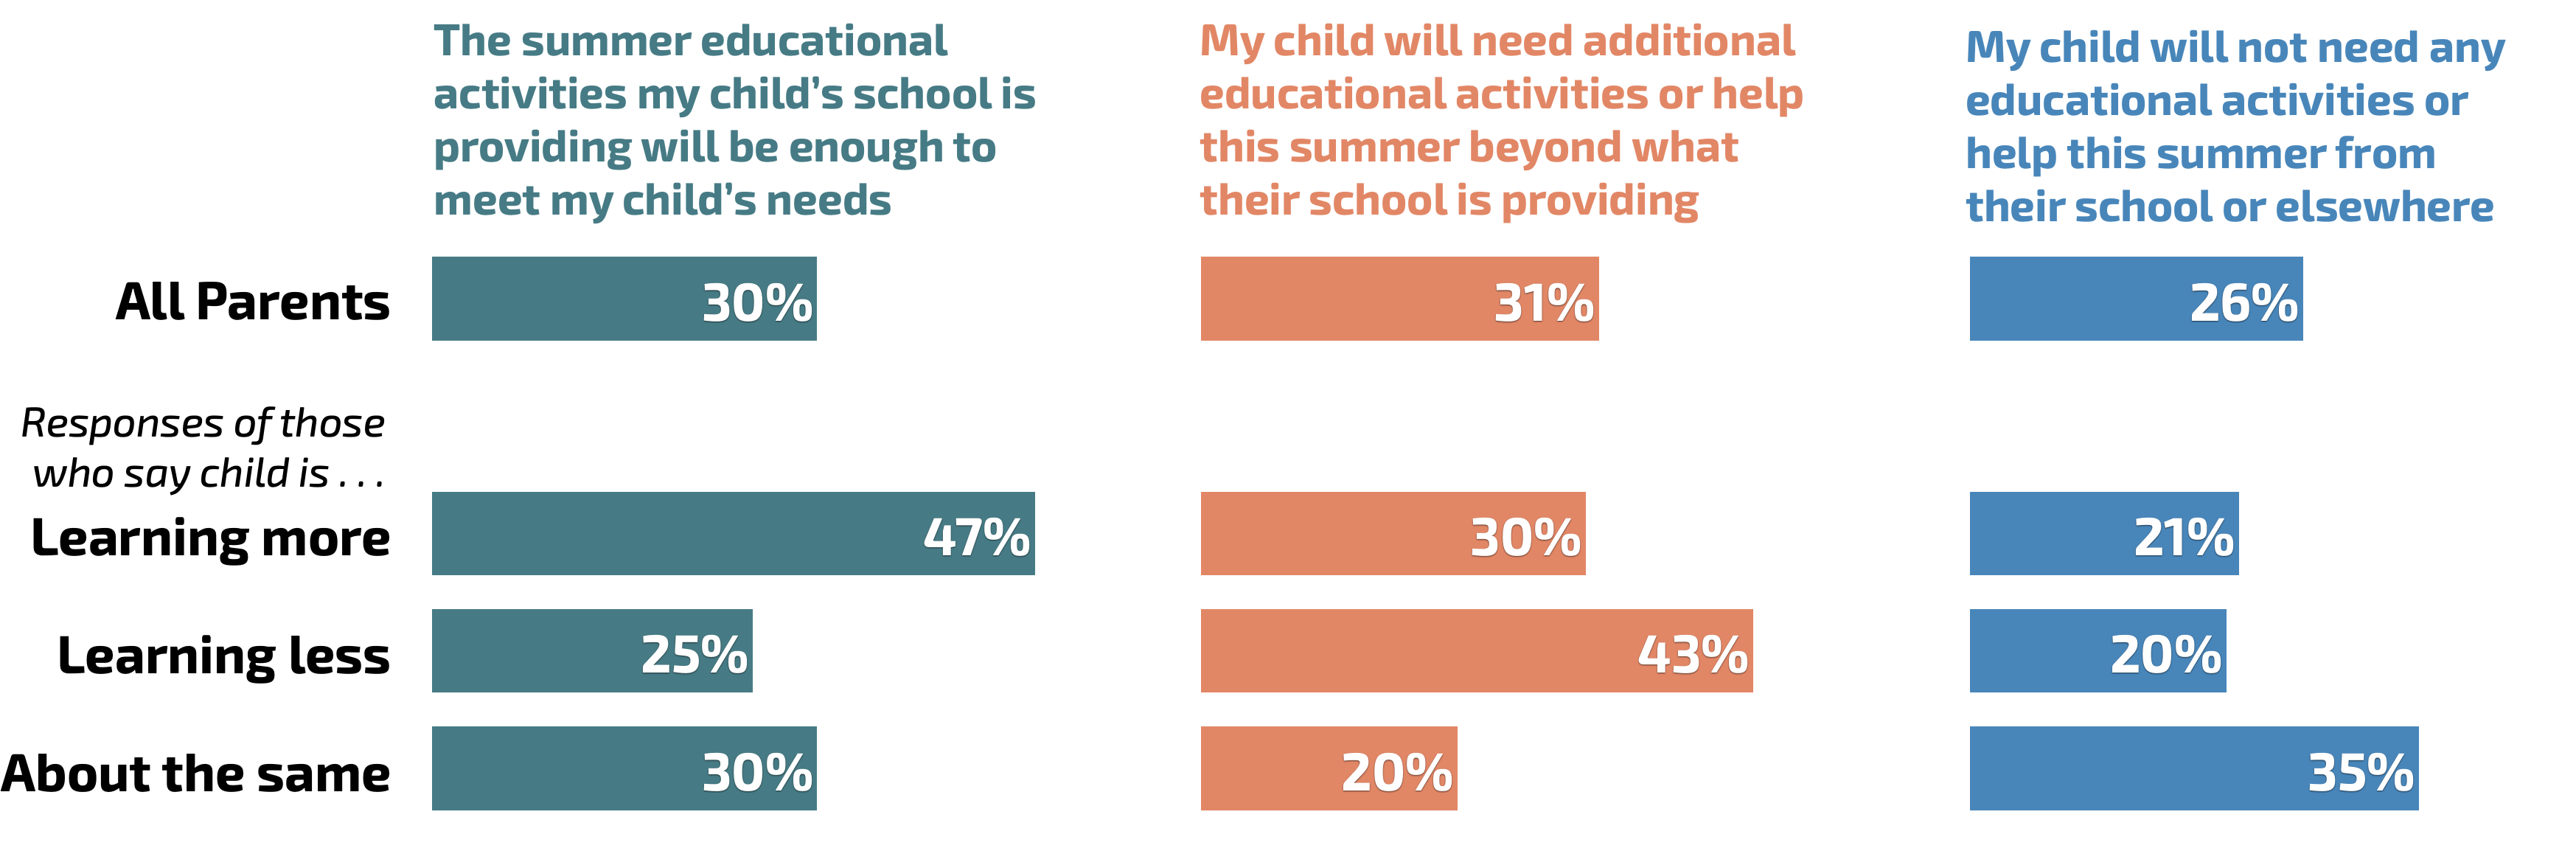 The summer educational
activities my child’s school is
providing will be enough to
meet my child’s needs
My child will need additional
educational activities or help
this summer beyond what
their school is providing
My child will not need any
educational activities or
help this summer from
their school or elsewhere
All Parents
30%
31%
26%
Responses of those
who say child is . . .
Learning more
47%
30%
21%
Learning less
25%
43%
20%
About the same
30%
20%
35%